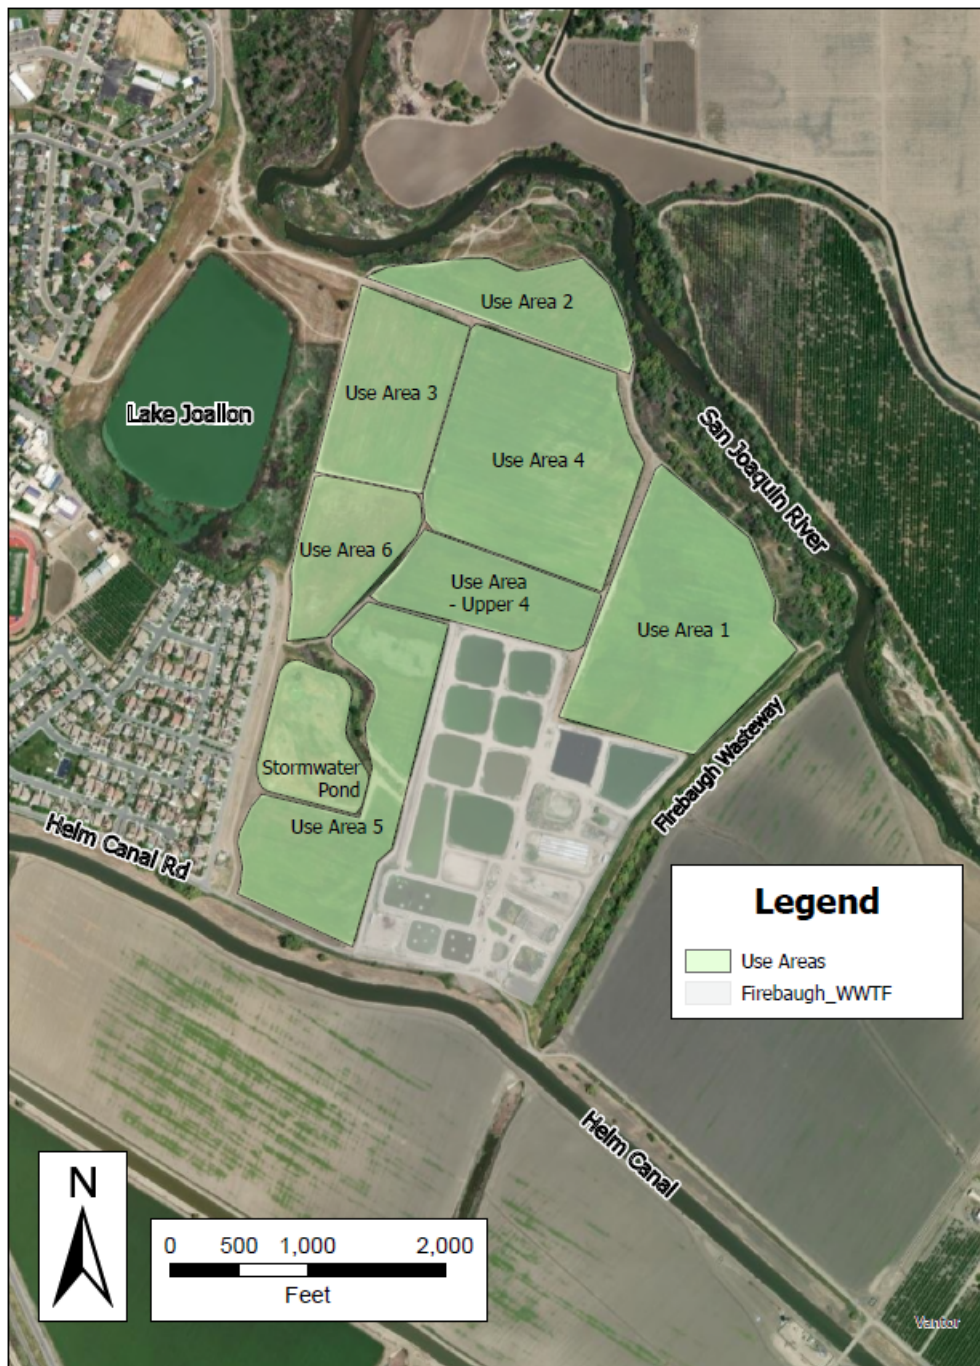 Use Area 2
Use Area 3
Lake Joallon
San Joaquin River
Use Area 4
Use Area 6
Use Area
- Upper 4
Use Area 1
Stormwater
Pond
Firebaugh Wasteway
Use Area 5
Helm Canal Rd
Legend
Use Areas
Firebaugh_WWTF
Helm Canal
N
0 500 1,000 2,000
Feet
Vantor